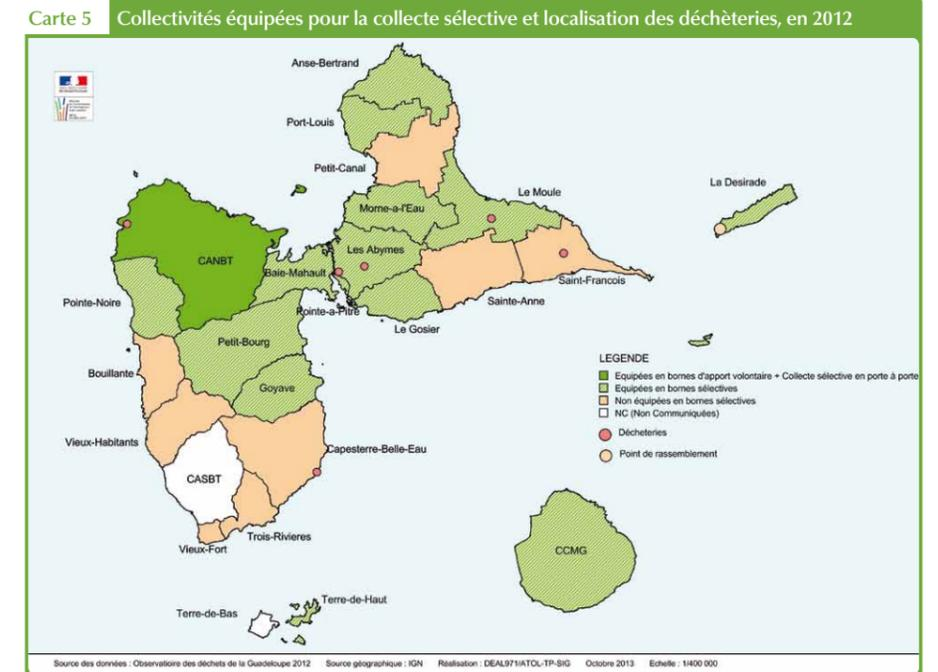 Carte 5 Collectivités équipées pour la collecte sélective et localisation des déchèteries, en 2012
Anse-Bertrand
Port-Louis
Petit-Canal
Le Moule
La Desirade
Morne-a-l'Eau
Les Abymes
CANBT
Baie-Mahault
Saint-Francois
Pointe-Noire
Sainte-Anne
Pointe-a-Pitre
Le Gosier
Petit-Bourg
LEGENDE
Bouillante
Equipées en bornes d'apport volontaire + Collecte sélective en porte à porte
Goyave
Equipées en bornes sélectives
Non équipées en bornes sélectives
NC (Non Communiquées)
Décheteries
Vieux-Habitants
Capesterre-Belle-Eau
Point de rassemblement
CASBT
Trois-Rivieres
Vieux-Fort
CCMG
Terre-de-Haut
Terre-de-Bas
Source des données : Observatioire des déchets de la Guadeloupe 2012 Source géographique : IGN Réalisation : DEAL971/ATOL-TP-SIG Octobre 2013 Echelle : 1/400 000